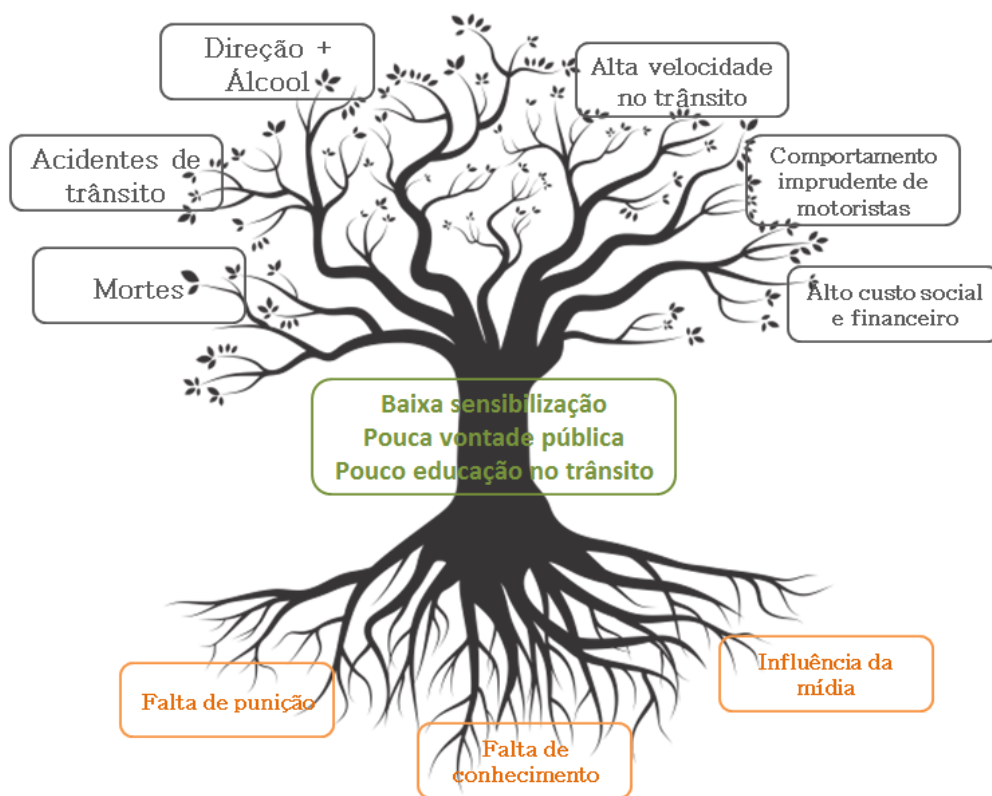 Direção +
Álcool
Alta velocidade
no trânsito
Acidentes de
trânsito
Comportamento
imprudente de
motoristas
Mortes
Alto custo social
e financeiro
Baixa sensibilização
Pouca vontade pública
Pouco educação no trânsito
Influência da
mídia
Falta de punição
Falta de
conhecimento